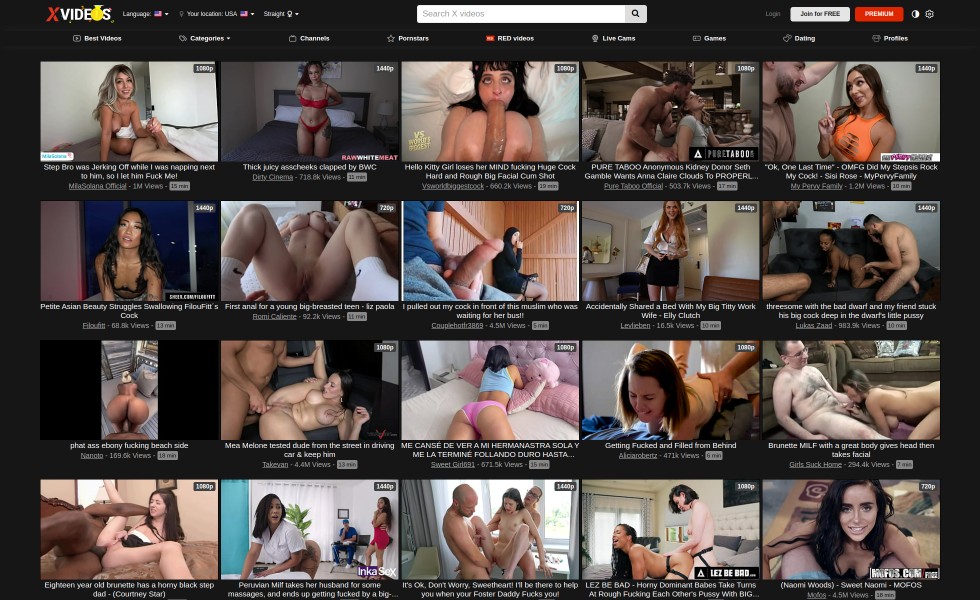 XVIDEOS
Language:
Your location: USA
Straight
Search X videos
Login
Join for FREE
PREMIUM
Best Videos
Categories
Channels
Pornstars
RED videos
Live Cams
Games
Dating
Profiles
1080p
MilaSolana
Step Bro was Jerking Off while I was napping next
to him, so I let him Fuck Me!
MilaSolana Official - 1M Views - 15 min
1440p
RAWWHITEMEAT
Thick juicy asscheeks clapped by BWC
Dirty Cinema - 718.8k Views - 11 min
1080p
VS
WORLD'S
BIGGEST
Hello Kitty Girl loses her MIND fucking Huge Cock
Hard and Rough Big Facial Cum Shot
Vsworldbiggestcock - 660.2k Views - 19 min
1080p
PURETABOO
PURE TABOO Anonymous Kidney Donor Seth
Gamble Wants Anna Claire Clouds To PROPERL...
Pure Taboo Official - 503.7k Views - 17 min
1440p
"Ok, One Last Time" - OMFG Did My Stepsis Rock
My Cock! - Sisi Rose - MyPervyFamily
My Pervy Family - 1.2M Views - 10 min
1440p
Petite Asian Beauty Struggles Swallowing FilouFitt´s
Cock
Filoufitt - 68.8k Views - 13 min
720p
First anal for a young big-breasted teen - liz paola
Romi Caliente - 92.2k Views - 11 min
720p
I pulled out my cock in front of this muslim who was
waiting for her bus!!
Couplehotfr3869 - 4.5M Views - 6 min
1440p
Accidentally Shared a Bed With My Big Titty Work
Wife - Elly Clutch
Levlieben - 16.5k Views - 10 min
1440p
threesome with the bad dwarf and my friend stuck
his big cock deep in the dwarf's little pussy
Lukas Zaad - 983.9k Views - 10 min
phat ass ebony fucking beach side
Nanoto - 169.6k Views - 18 min
1080p
Mea Melone tested dude from the street in driving
car & keep him
Takevan - 4.4M Views - 13 min
1080p
ME CANSÉ DE VER A MI HERMANASTRA SOLA Y
ME LA TERMINÉ FOLLANDO DURO HASTA...
Sweet Girl691 - 671.5k Views - 15 min
1080p
Getting Fucked and Filled from Behind
Aliciarobertz - 471k Views - 6 min
Brunette MILF with a great body gives head then
takes facial
Girls Suck Home - 294.4k Views - 7 min
1080p
Eighteen year old brunette has a horny black step
dad - (Courtney Star)
1440p
InkaSeX
Peruvian Milf takes her husband for some
massages, and ends up getting fucked by a big-...
1440p
It's Ok, Don't Worry, Sweetheart! I'll be there to help
you when your Foster Daddy Fucks you!
1080p
LEZ BE BAD
LEZ BE BAD - Horny Dominant Babes Take Turns
At Rough Fucking Each Other's Pussy With BIG...
720p
MOFOS.COM
(Naomi Woods) - Sweet Naomi - MOFOS
Mofos - 4.5M Views - 18 min